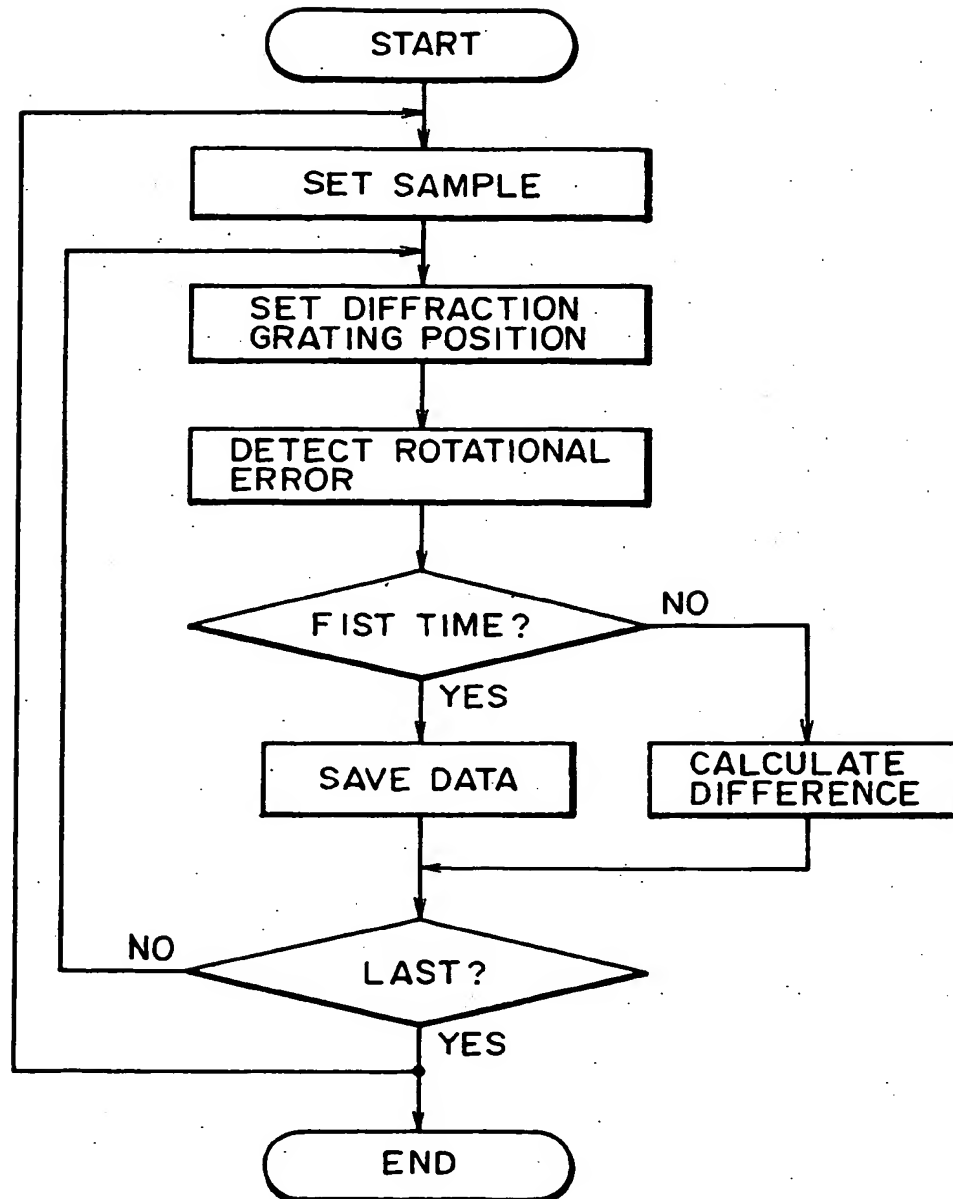 START
SET SAMPLE
SET DIFFRACTION
GRATING POSITION
DETECT ROTATIONAL
ERROR
FIST TIME?
NO
YES
SAVE DATA
CALCULATE
DIFFERENCE
NO
LAST?
YES
END